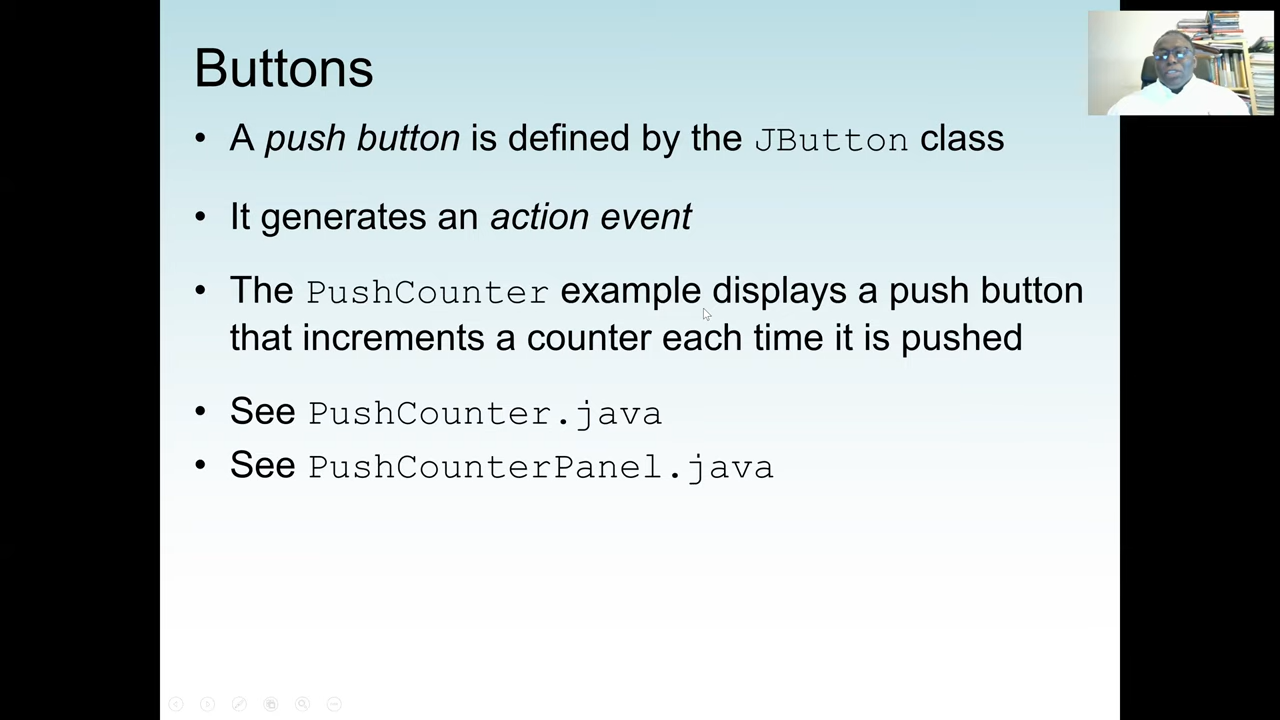 Buttons
• A push button is defined by the JButton class
• It generates an action event
• The PushCounter example displays a push button
that increments a counter each time it is pushed
• See PushCounter.java
• See PushCounterPanel.java